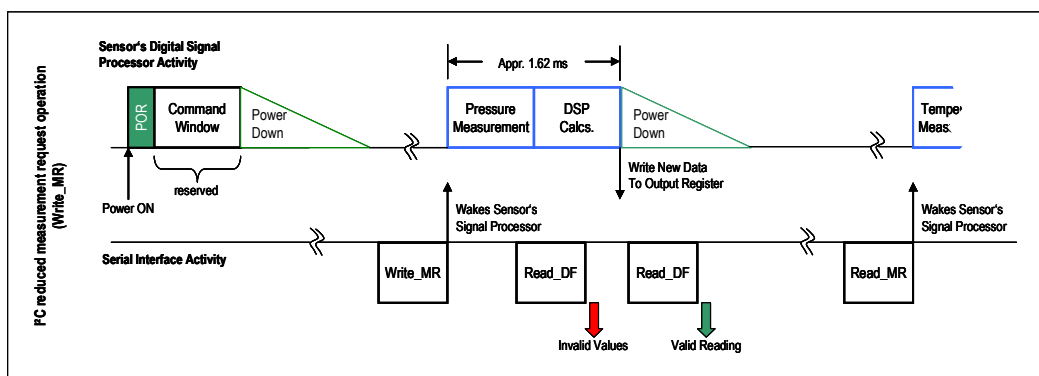 Sensor's Digital Signal
Processor Activity
Appr. 1.62 ms
POR
Command
Window
Power
Down
Pressure
Measurement
DSP
Calcs.
Power
Down
Tempe
Meas.
reserved
Power ON
Write New Data
To Output Register
Wakes Sensor's
Signal Processor
Wakes Sensor's
Signal Processor
Serial Interface Activity
Write_MR
Read_DF
Read_DF
Read_MR
Invalid Values
Valid Reading
I²C reduced measurement request operation
(Write_MR)